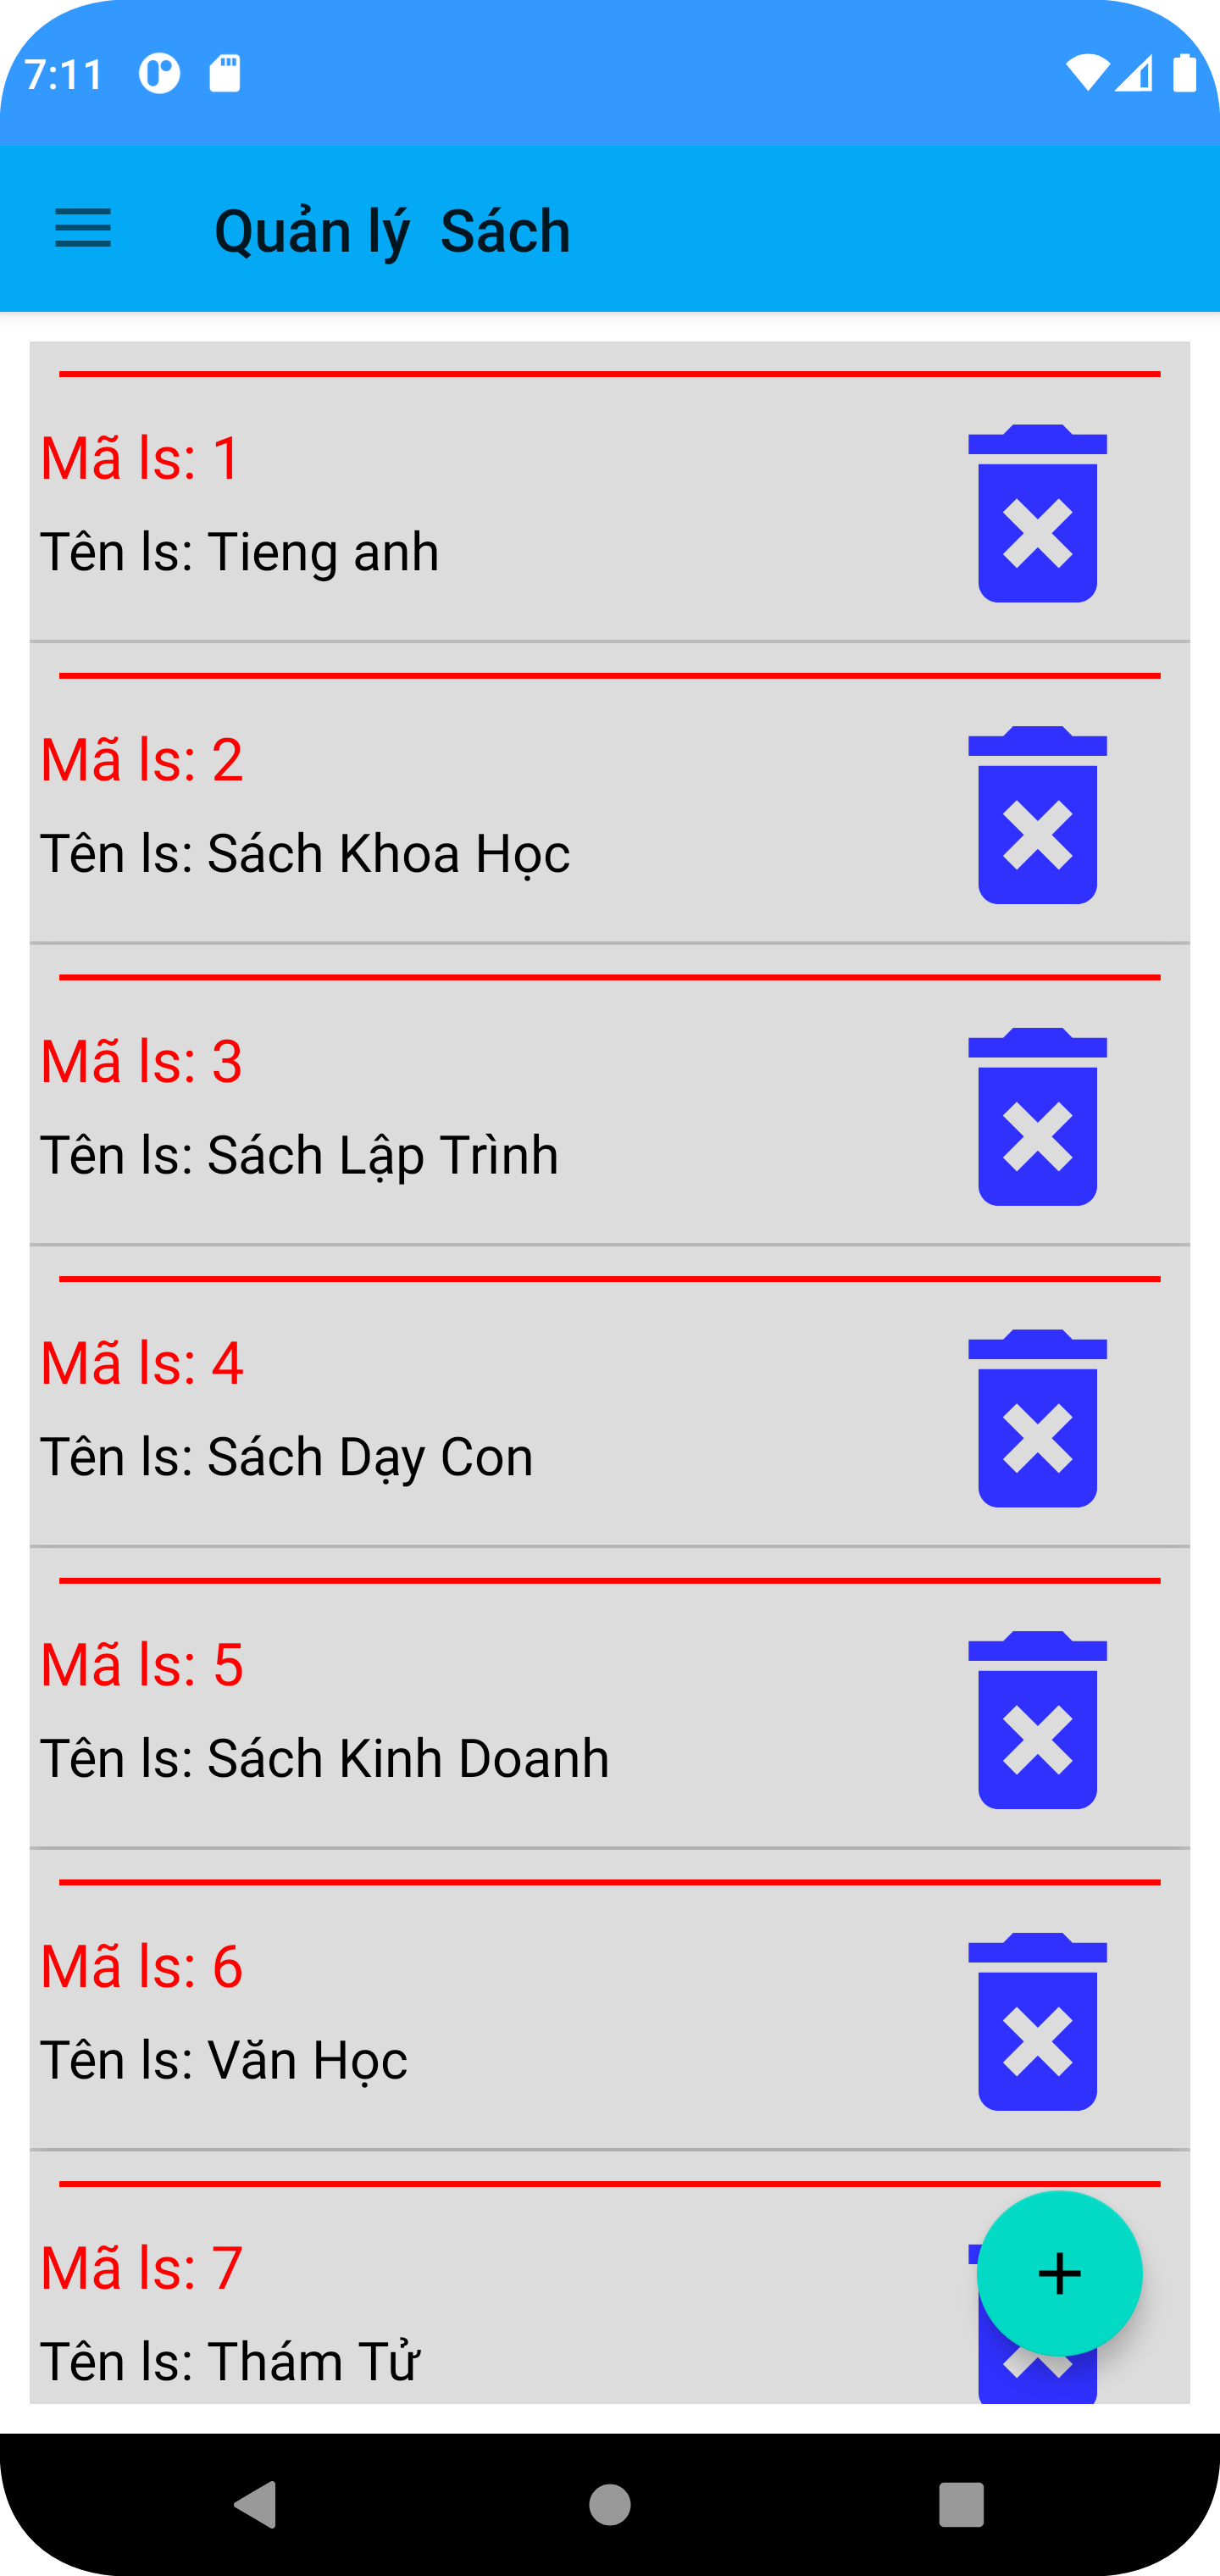 7:11
Quản lý  Sách
Mã ls: 1
Tên ls: Tieng anh
Mã ls: 2
Tên ls: Sách Khoa Học
Mã ls: 3
Tên ls: Sách Lập Trình
Mã ls: 4
Tên ls: Sách Dạy Con
Mã ls: 5
Tên ls: Sách Kinh Doanh
Mã ls: 6
Tên ls: Văn Học
Mã ls: 7
Tên ls: Thám Tử